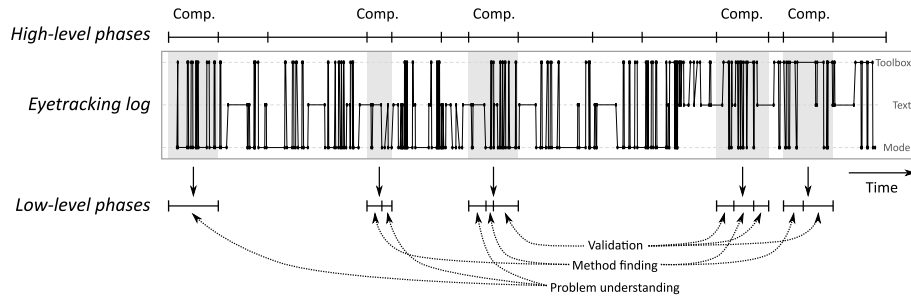 Comp. Comp. Comp. Comp. Comp.
High-level phases
Toolbox
Eyetracking log
Text
Model
Time
Low-level phases
Validation
Method finding
Problem understanding